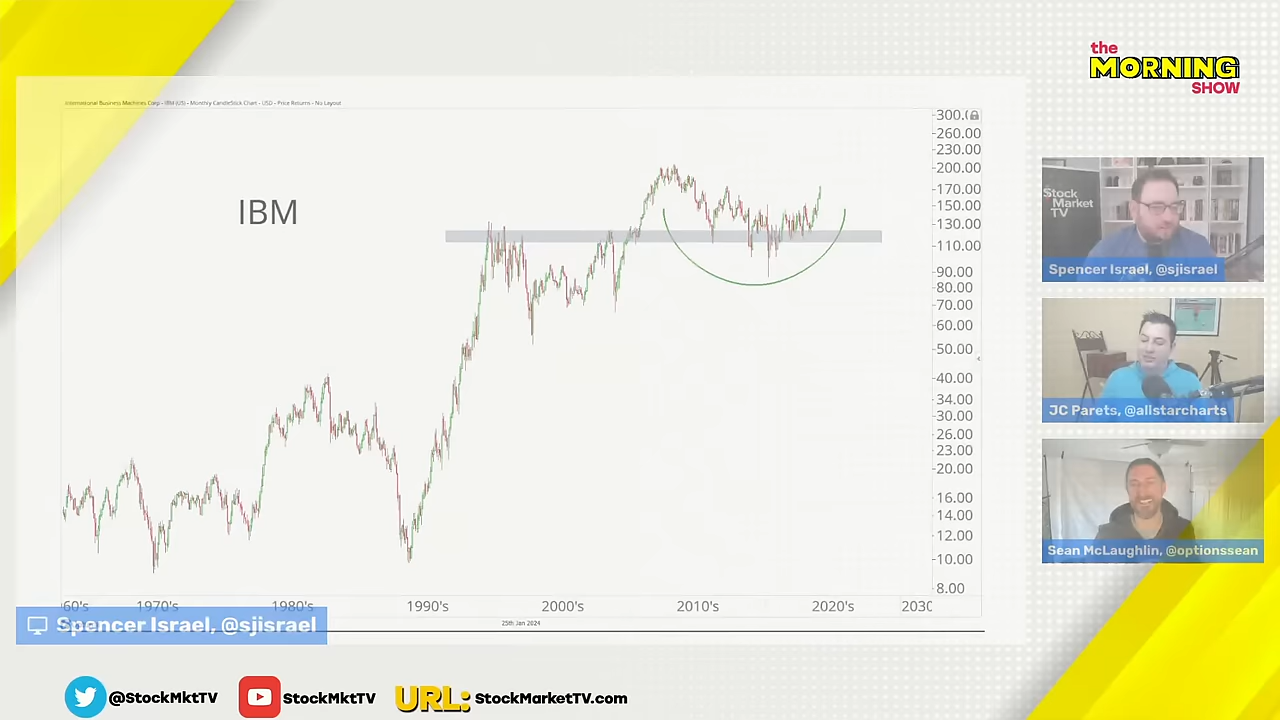 the
MORNING
SHOW
International Business Machines Corp - IBM (US) - Monthly CandleStick Chart - USD - Price Returns - No Layout
IBM
300.0
260.00
230.00
200.00
170.00
150.00
130.00
110.00
90.00
80.00
70.00
60.00
50.00
40.00
34.00
30.00
26.00
23.00
20.00
16.00
14.00
12.00
10.00
8.00
60's 1970's 1980's 1990's 2000's 2010's 2020's 2030
25th Jan 2024
Stock
Market
TV
Spencer Israel, @sjisrael
JC Parets, @allstarcharts
Sean McLaughlin, @optionssean
Spencer Israel, @sjisrael
@StockMktTV StockMktTV URL: StockMarketTV.com